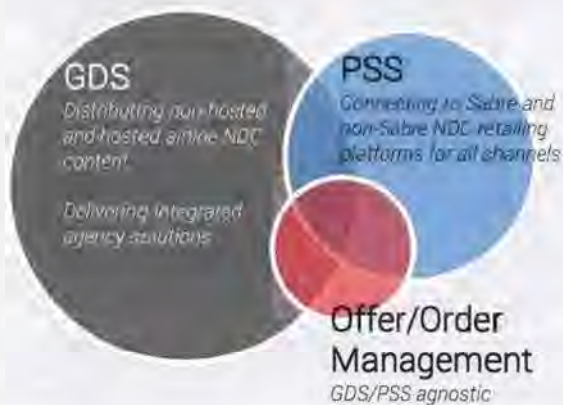 GDS
Distributing non-hosted
and hosted airline NDC
content
Delivering integrated
agency solutions
PSS
Connecting to Sabre and
non-Sabre NDC retailing
platforms for all channels
Offer/Order
Management
GDS/PSS agnostic